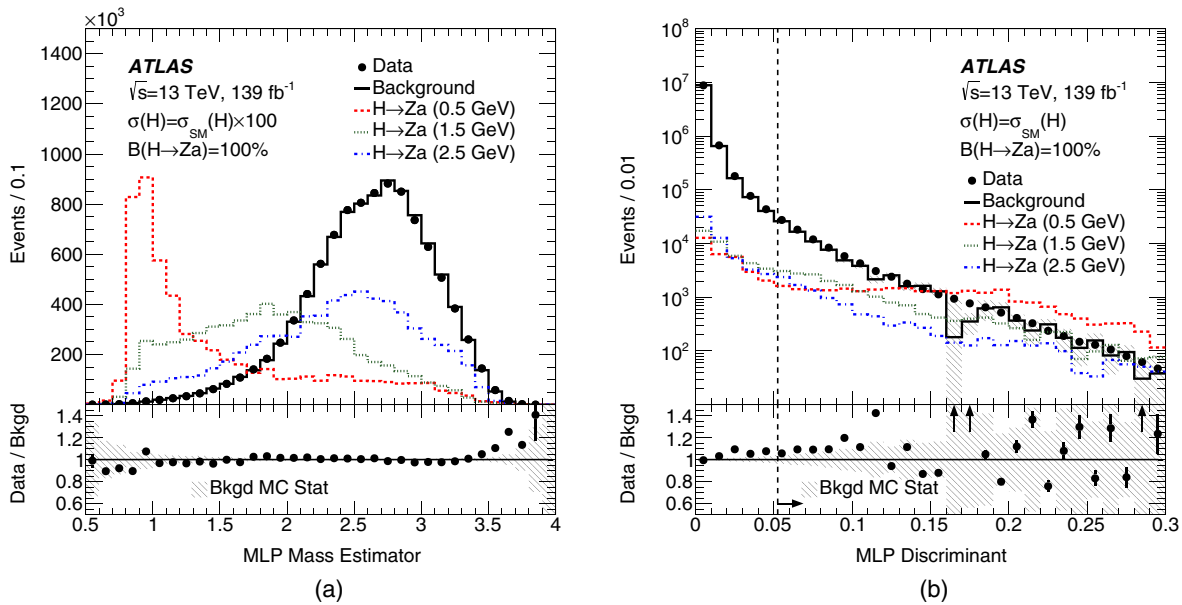 ×10³
1400
1200
1000
800
600
400
200
Events / 0.1
ATLAS
√s=13 TeV, 139 fb⁻¹
σ(H)=σ_SM(H)×100
B(H→Za)=100%
Data
Background
H→Za (0.5 GeV)
H→Za (1.5 GeV)
H→Za (2.5 GeV)
1.4
1.2
1
0.8
0.6
Data / Bkgd
Bkgd MC Stat
0.5 1 1.5 2 2.5 3 3.5 4
MLP Mass Estimator
(a)
10⁸
10⁷
10⁶
10⁵
10⁴
10³
10²
Events / 0.01
ATLAS
√s=13 TeV, 139 fb⁻¹
σ(H)=σ_SM(H)
B(H→Za)=100%
Data
Background
H→Za (0.5 GeV)
H→Za (1.5 GeV)
H→Za (2.5 GeV)
1.4
1.2
1
0.8
0.6
Data / Bkgd
Bkgd MC Stat
0 0.05 0.1 0.15 0.2 0.25 0.3
MLP Discriminant
(b)